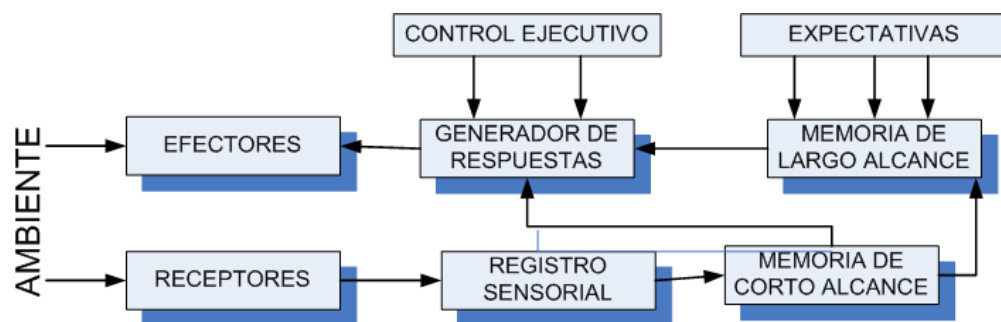 CONTROL EJECUTIVO
EXPECTATIVAS
AMBIENTE
EFECTORES
GENERADOR DE
RESPUESTAS
MEMORIA DE
LARGO ALCANCE
RECEPTORES
REGISTRO
SENSORIAL
MEMORIA DE
CORTO ALCANCE